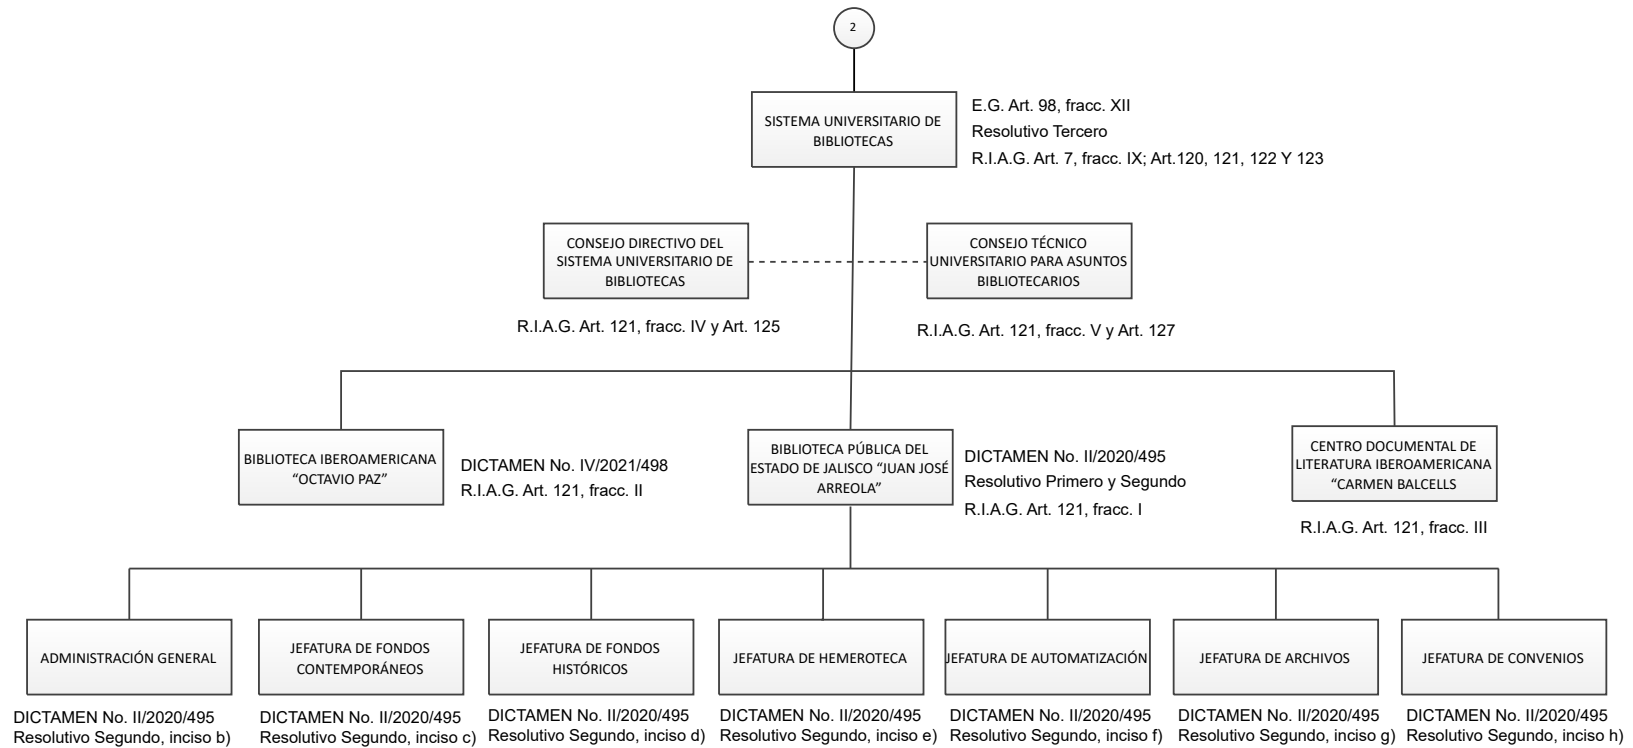 2
SISTEMA UNIVERSITARIO DE
BIBLIOTECAS
E.G. Art. 98, fracc. XII
Resolutivo Tercero
R.I.A.G. Art. 7, fracc. IX; Art.120, 121, 122 Y 123
CONSEJO DIRECTIVO DEL
SISTEMA UNIVERSITARIO DE
BIBLIOTECAS
R.I.A.G. Art. 121, fracc. IV y Art. 125
CONSEJO TÉCNICO
UNIVERSITARIO PARA ASUNTOS
BIBLIOTECARIOS
R.I.A.G. Art. 121, fracc. V y Art. 127
BIBLIOTECA IBEROAMERICANA
“OCTAVIO PAZ”
DICTAMEN No. IV/2021/498
R.I.A.G. Art. 121, fracc. II
BIBLIOTECA PÚBLICA DEL
ESTADO DE JALISCO “JUAN JOSÉ
ARREOLA”
DICTAMEN No. II/2020/495
Resolutivo Primero y Segundo
R.I.A.G. Art. 121, fracc. I
CENTRO DOCUMENTAL DE
LITERATURA IBEROAMERICANA
“CARMEN BALCELLS
R.I.A.G. Art. 121, fracc. III
ADMINISTRACIÓN GENERAL
DICTAMEN No. II/2020/495
Resolutivo Segundo, inciso b)
JEFATURA DE FONDOS
CONTEMPORÁNEOS
DICTAMEN No. II/2020/495
Resolutivo Segundo, inciso c)
JEFATURA DE FONDOS
HISTÓRICOS
DICTAMEN No. II/2020/495
Resolutivo Segundo, inciso d)
JEFATURA DE HEMEROTECA
DICTAMEN No. II/2020/495
Resolutivo Segundo, inciso e)
JEFATURA DE AUTOMATIZACIÓN
DICTAMEN No. II/2020/495
Resolutivo Segundo, inciso f)
JEFATURA DE ARCHIVOS
DICTAMEN No. II/2020/495
Resolutivo Segundo, inciso g)
JEFATURA DE CONVENIOS
DICTAMEN No. II/2020/495
Resolutivo Segundo, inciso h)